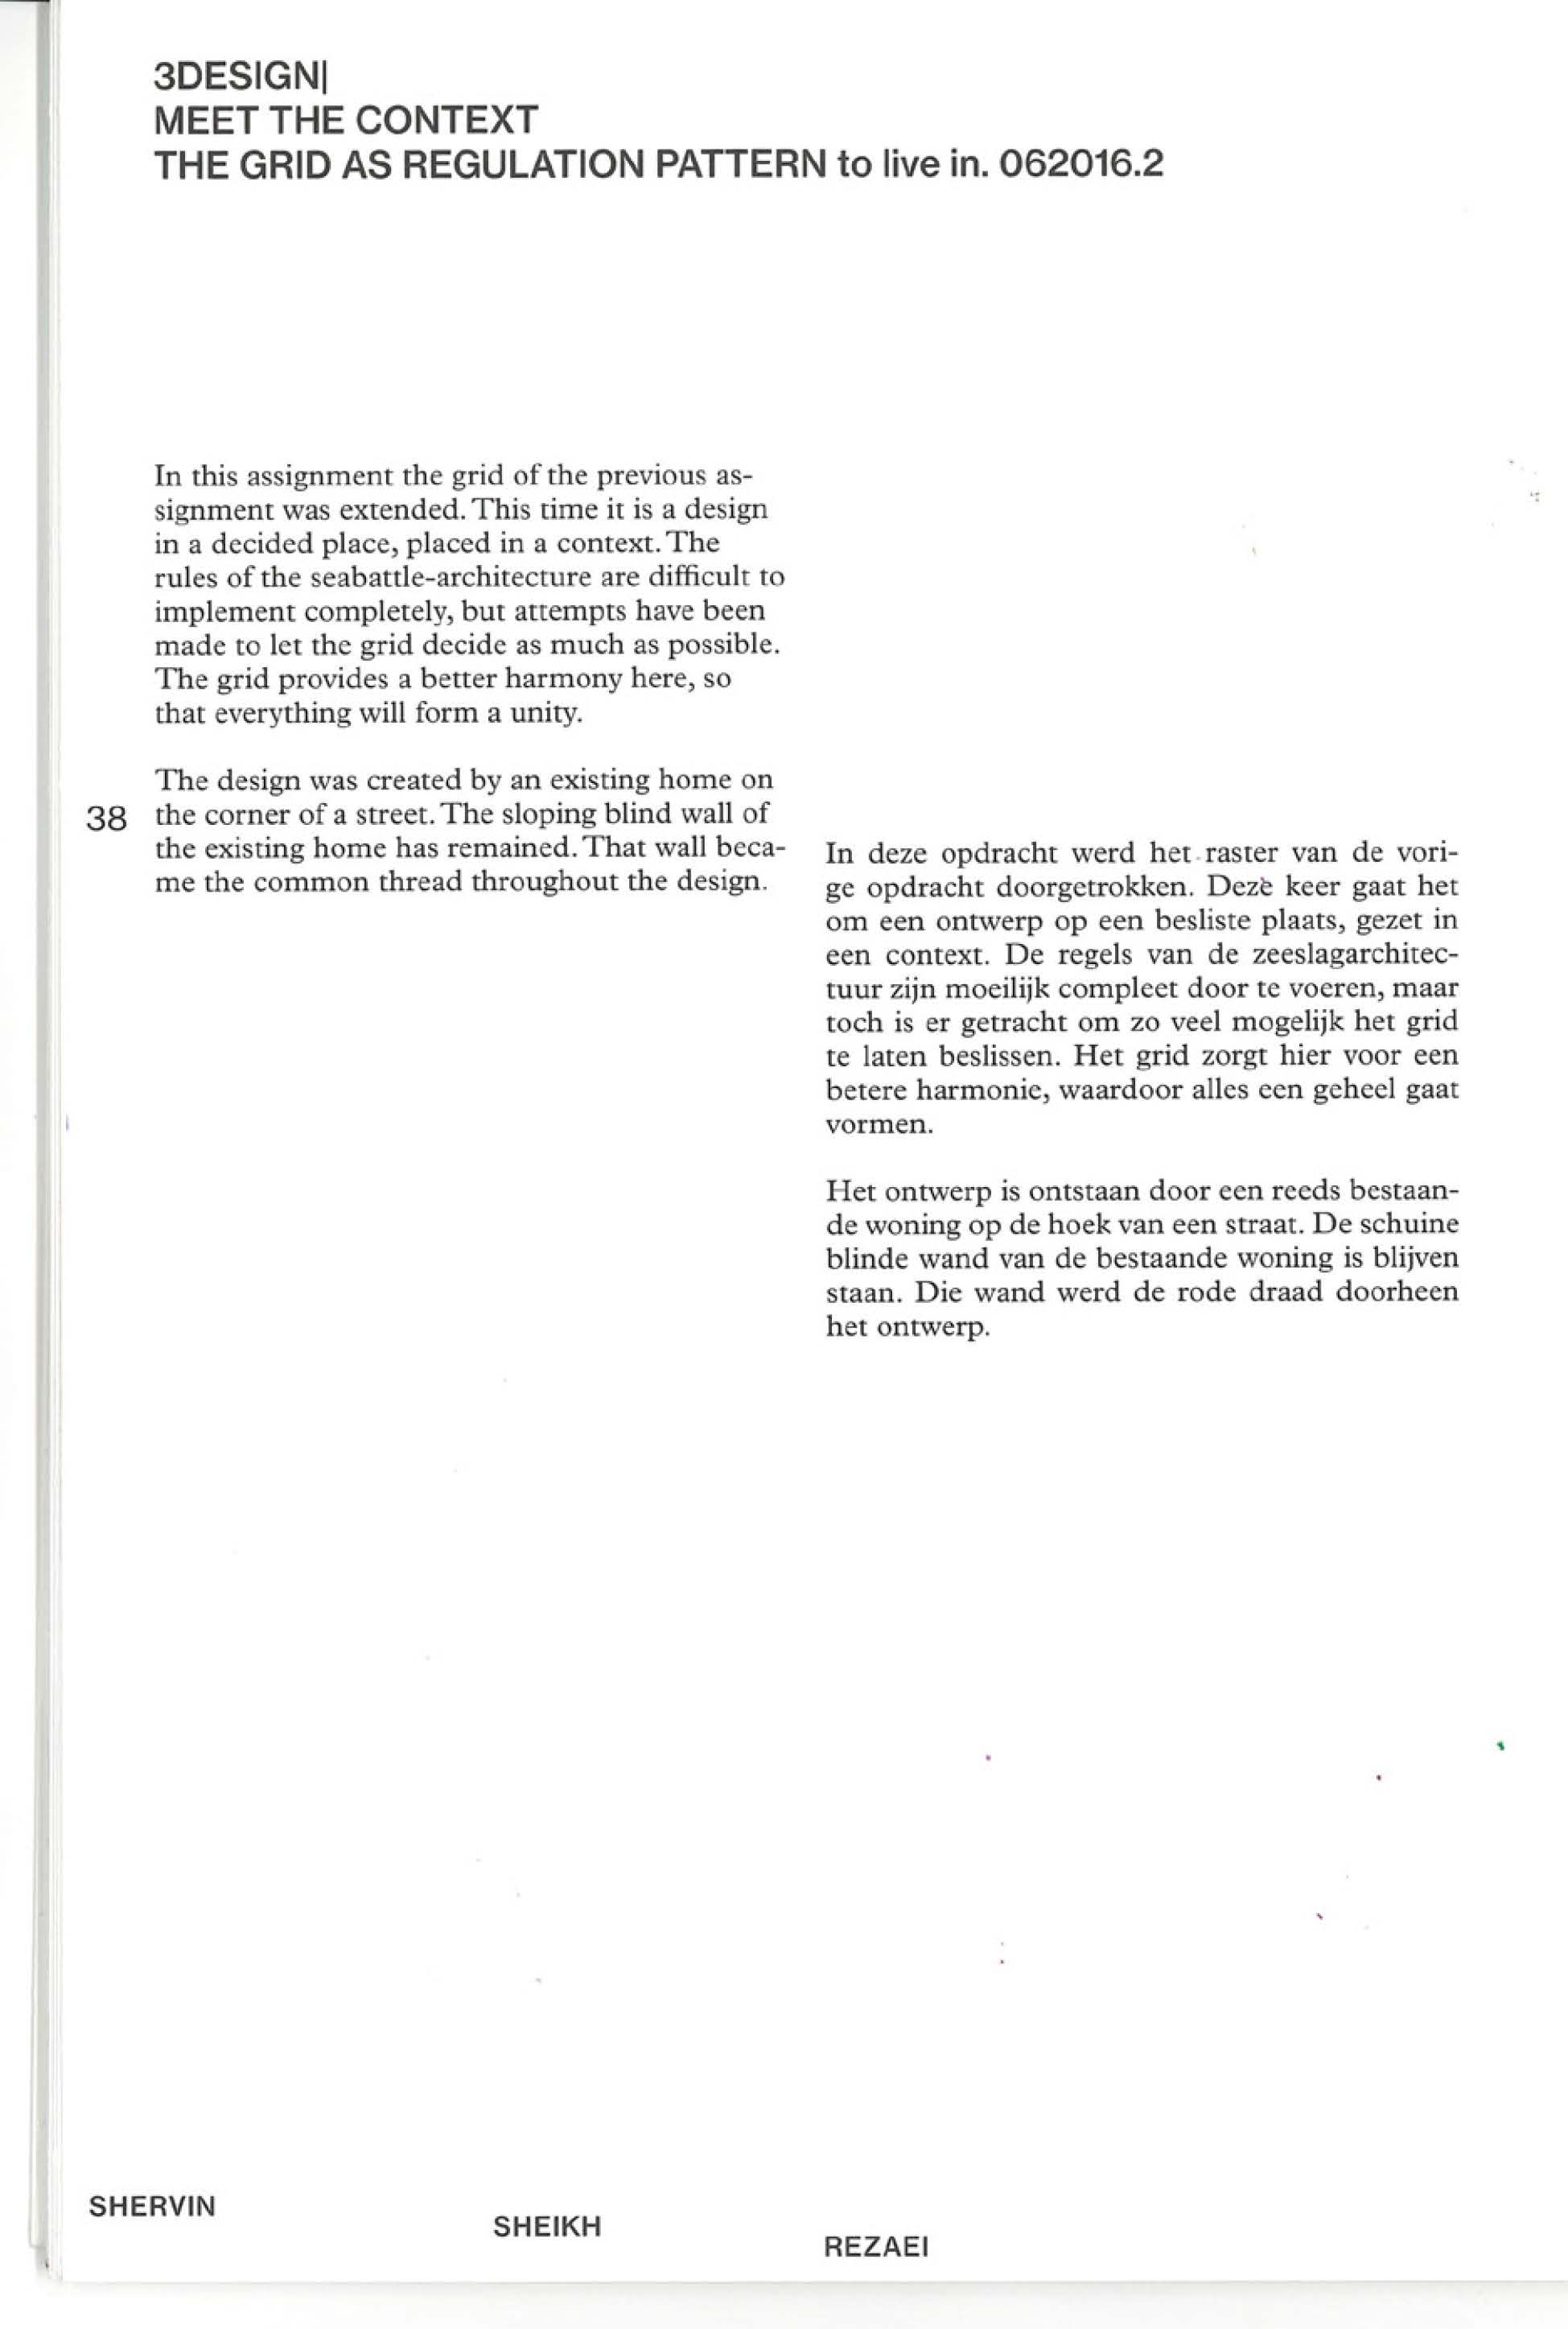 3DESIGN|
MEET THE CONTEXT
THE GRID AS REGULATION PATTERN to live in. 062016.2
In this assignment the grid of the previous as-
signment was extended. This time it is a design
in a decided place, placed in a context. The
rules of the seabattle-architecture are difficult to
implement completely, but attempts have been
made to let the grid decide as much as possible.
The grid provides a better harmony here, so
that everything will form a unity.
The design was created by an existing home on
38
the corner of a street. The sloping blind wall of
the existing home has remained. That wall beca-
me the common thread throughout the design.
In deze opdracht werd het raster van de vori-
ge opdracht doorgetrokken. Deze keer gaat het
om een ontwerp op een besliste plaats, gezet in
een context. De regels van de zeeslagarchitec-
tuur zijn moeilijk compleet door te voeren, maar
toch is er getracht om zo veel mogelijk het grid
te laten beslissen. Het grid zorgt hier voor een
betere harmonie, waardoor alles een geheel gaat
vormen.
Het ontwerp is ontstaan door een reeds bestaan-
de woning op de hoek van een straat. De schuine
blinde wand van de bestaande woning is blijven
staan. Die wand werd de rode draad doorheen
het ontwerp.
SHERVIN
SHEIKH
REZAEI